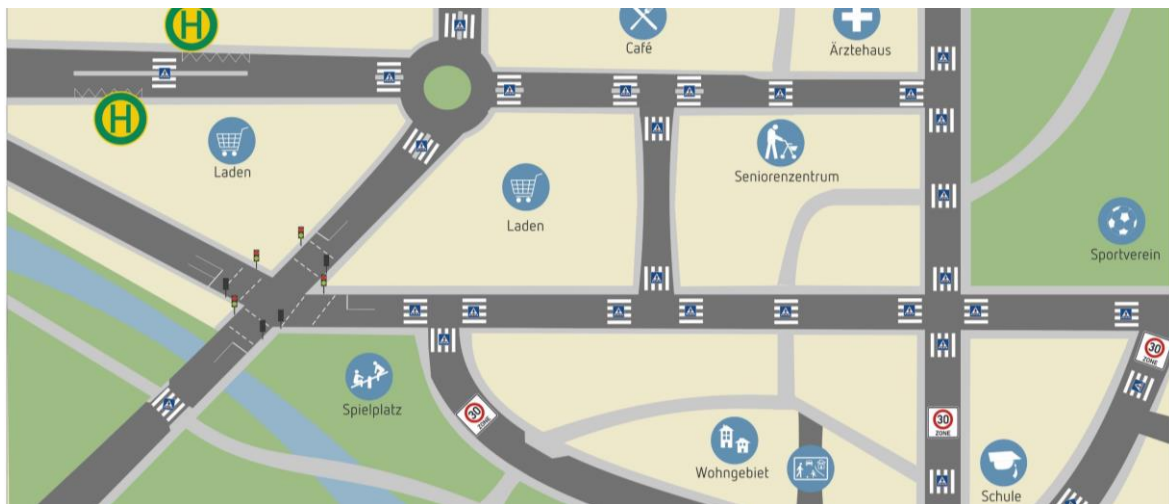 H
Café
Ärztehaus
H
Laden
Seniorenzentrum
Laden
Sportverein
30
ZONE
Spielplatz
30
ZONE
30
ZONE
Wohngebiet
Schule